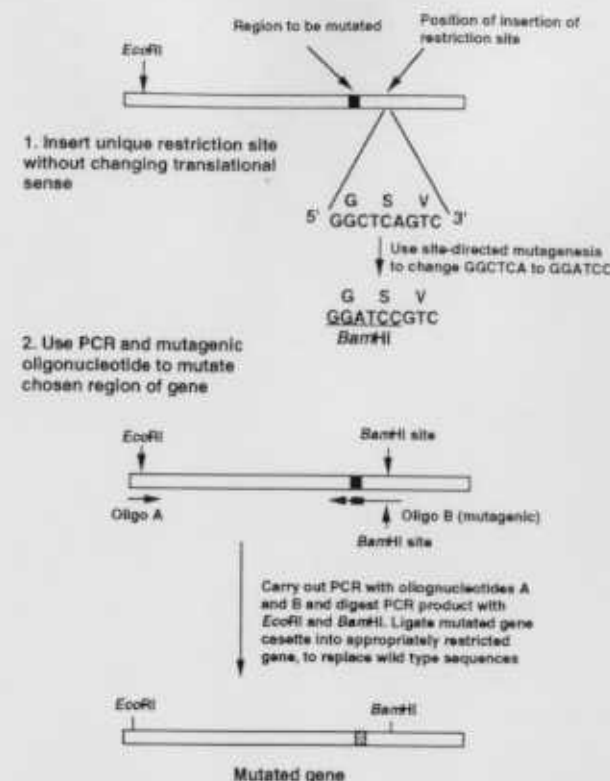 Region to be mutated
Position of insertion of
restriction site
EcoRI
1. Insert unique restriction site
without changing translational
sense
G S V
5' GGCTCAGTC 3'
Use site-directed mutagenesis
to change GGCTCA to GGATCC
G S V
GGATCCGTC
BamHI
2. Use PCR and mutagenic
oligonucleotide to mutate
chosen region of gene
EcoRI
BamHI site
Oligo A
Oligo B (mutagenic)
BamHI site
Carry out PCR with oliognucleotides A
and B and digest PCR product with
EcoRI and BamHI. Ligate mutated gene
casette into appropriately restricted
gene, to replace wild type sequences
EcoRI
BamHI
Mutated gene